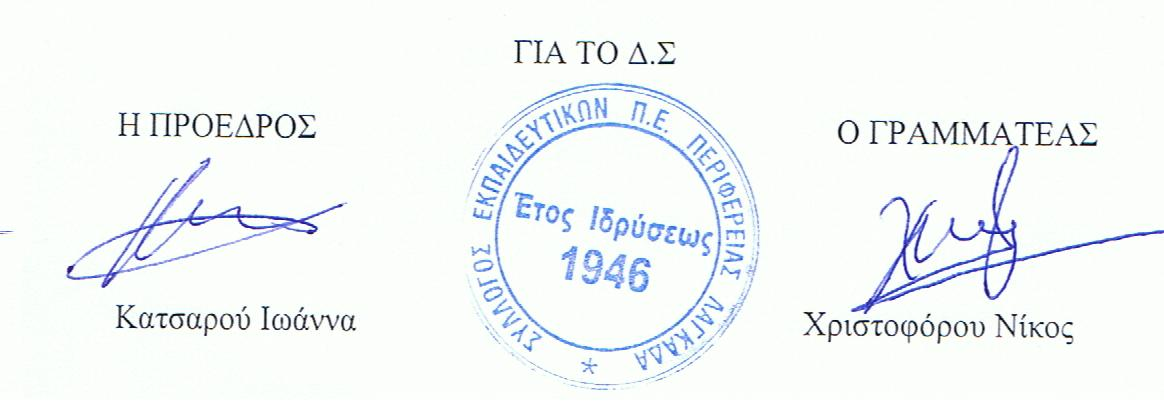 ΓΙΑ ΤΟ Δ.Σ
Η ΠΡΟΕΔΡΟΣ
Ο ΓΡΑΜΜΑΤΕΑΣ
ΣΥΛΛΟΓΟΣ ΕΚΠΑΙΔΕΥΤΙΚΩΝ Π.Ε. ΠΕΡΙΦΕΡΕΙΑΣ ΛΑΓΚΑΔΑ *
Έτος Ιδρύσεως
1946
Κατσαρού Ιωάννα
Χριστοφόρου Νίκος